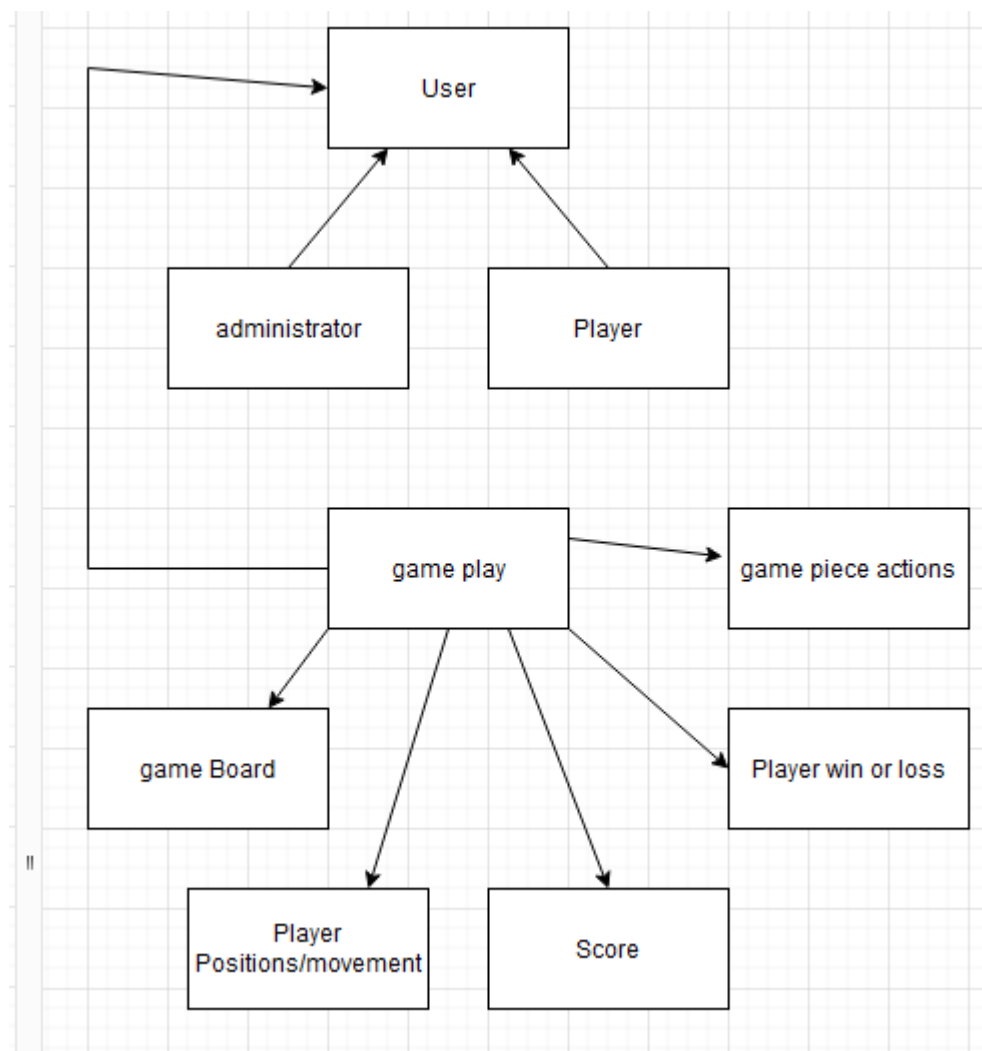 User
administrator
Player
game play
game piece actions
game Board
Player win or loss
Player
Positions/movement
Score